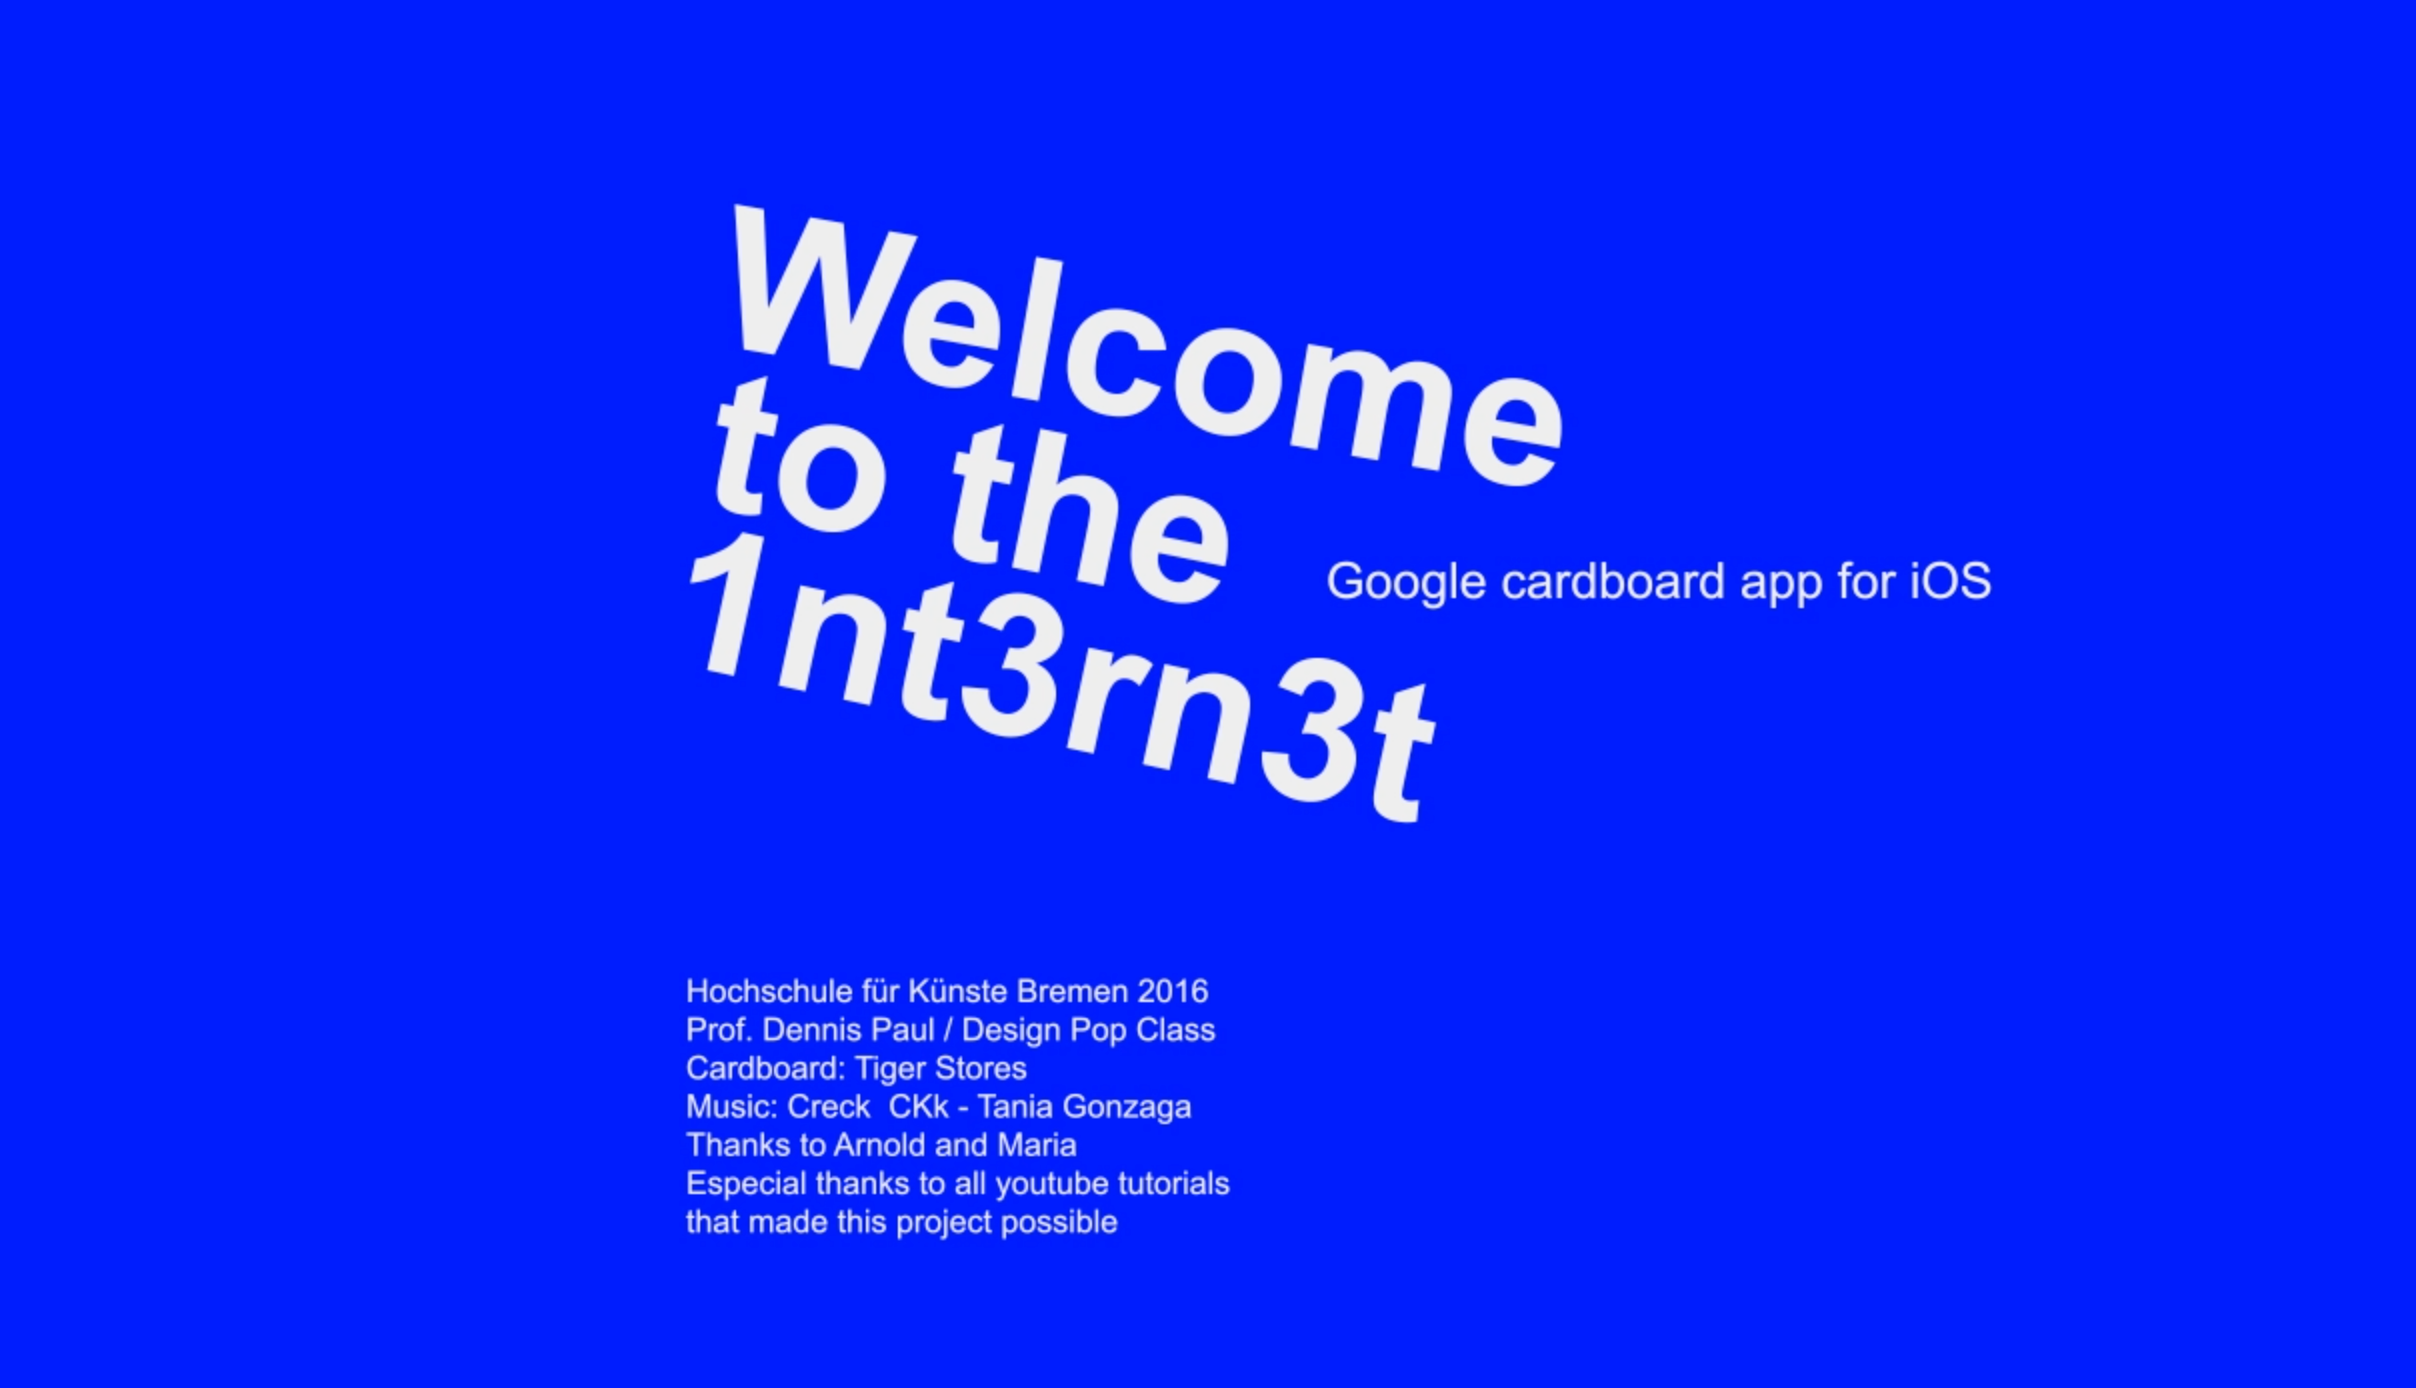 Welcome
to the
1nt3rn3t
Google cardboard app for iOS
Hochschule für Künste Bremen 2016
Prof. Dennis Paul / Design Pop Class
Cardboard: Tiger Stores
Music: Creck  CKk - Tania Gonzaga
Thanks to Arnold and Maria
Especial thanks to all youtube tutorials
that made this project possible